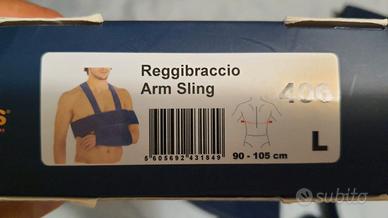 Reggibraccio
Arm Sling
406
5 605692 431849
90 - 105 cm
L
subito